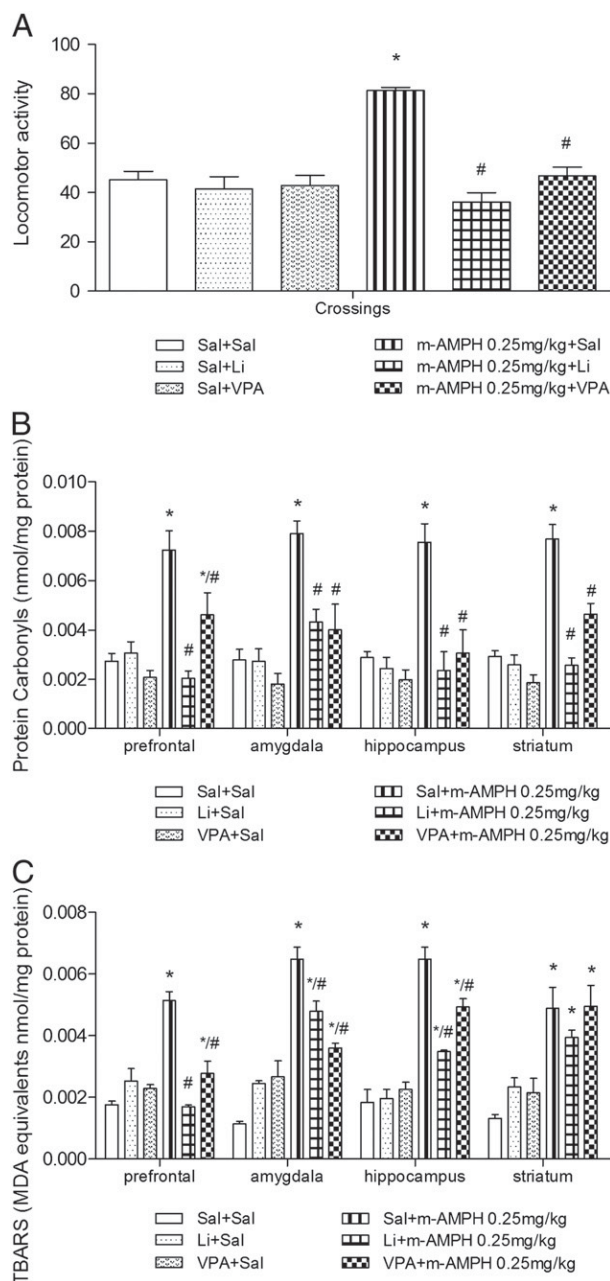 A
Locomotor activity
100
80
60
40
20
0
*
#
#
Crossings
Sal+Sal
m-AMPH 0.25mg/kg+Sal
Sal+Li
m-AMPH 0.25mg/kg+Li
Sal+VPA
m-AMPH 0.25mg/kg+VPA
B
Protein Carbonyls (nmol/mg protein)
0.010
0.008
0.006
0.004
0.002
0.000
*
#
*/#
*
#
#
*
#
#
*
#
#
prefrontal
amygdala
hippocampus
striatum
Sal+Sal
Sal+m-AMPH 0.25mg/kg
Li+Sal
Li+m-AMPH 0.25mg/kg
VPA+Sal
VPA+m-AMPH 0.25mg/kg
C
TBARS (MDA equivalents nmol/mg protein)
0.008
0.006
0.004
0.002
0.000
*
#
*/#
*
*/#
*/#
*
*/#
*/#
*
*
*
prefrontal
amygdala
hippocampus
striatum
Sal+Sal
Sal+m-AMPH 0.25mg/kg
Li+Sal
Li+m-AMPH 0.25mg/kg
VPA+Sal
VPA+m-AMPH 0.25mg/kg